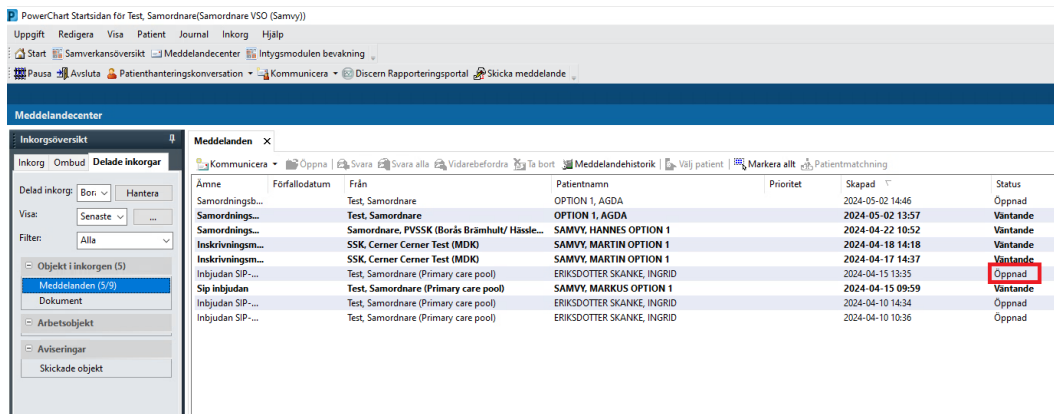 PowerChart Startsidan för Test, Samordnare(Samordnare VSO (Samvy))
Uppgift Redigera Visa Patient Journal Inkorg Hjälp
Start Samverkansöversikt Meddelandecenter Intygsmodulen bevakning
Pausa Avsluta Patienthanteringskonversation Kommunicera Discern Rapporteringsportal Skicka meddelande
Meddelandecenter
Inkorgsöversikt
Inkorg Ombud Delade inkorgar
Delad inkorg: Bor: Hantera
Visa: Senaste ...
Filter: Alla
Objekt i inkorgen (5)
Meddelanden (5/9)
Dokument
Arbetsobjekt
Aviseringar
Skickade objekt
Meddelanden X
Kommunicera Öppna Svara Svara alla Vidarebefordra Ta bort Meddelandehistorik Välj patient Markera allt Patientmatchning
Ämne Förfallodatum Från Patientnamn Prioritet Skapad Status
Samordningsb... Test, Samordnare OPTION 1, AGDA 2024-05-02 14:46 Öppnad
Samordnings... Test, Samordnare OPTION 1, AGDA 2024-05-02 13:57 Väntande
Samordnings... Samordnare, PVSSK (Borås Brämhult/ Hässle... SAMVY, HANNES OPTION 1 2024-04-22 10:52 Väntande
Inskrivningsm... SSK, Cerner Cerner Test (MDK) SAMVY, MARTIN OPTION 1 2024-04-18 14:18 Väntande
Inskrivningsm... SSK, Cerner Cerner Test (MDK) SAMVY, MARTIN OPTION 1 2024-04-17 14:37 Väntande
Inbjudan SIP-... Test, Samordnare (Primary care pool) ERIKSDOTTER SKANKE, INGRID 2024-04-15 13:35 Öppnad
Sip inbjudan Test, Samordnare (Primary care pool) SAMVY, MARKUS OPTION 1 2024-04-15 09:59 Väntande
Inbjudan SIP-... Test, Samordnare (Primary care pool) ERIKSDOTTER SKANKE, INGRID 2024-04-10 14:34 Öppnad
Inbjudan SIP-... Test, Samordnare (Primary care pool) ERIKSDOTTER SKANKE, INGRID 2024-04-10 10:36 Öppnad